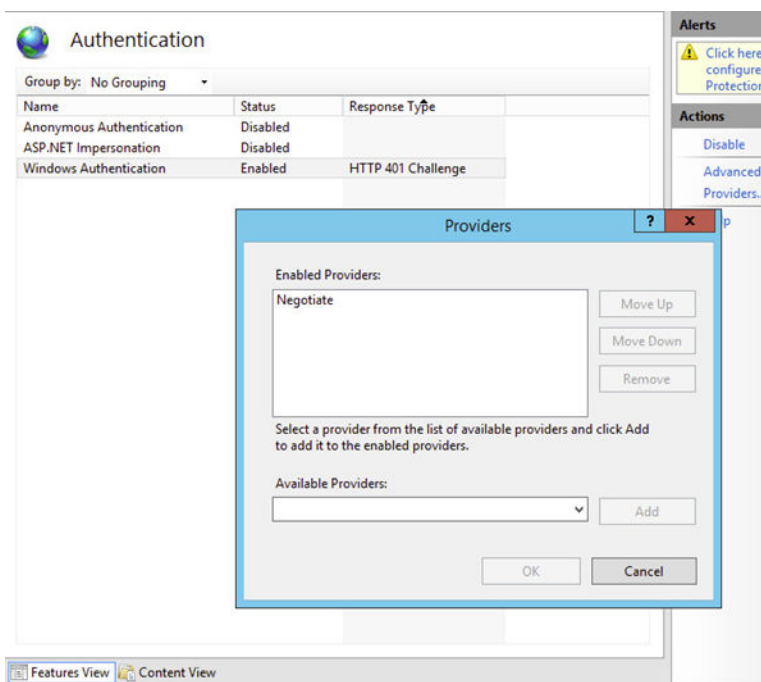 Authentication
Group by: No Grouping
Name Status Response Type
Anonymous Authentication Disabled
ASP.NET Impersonation Disabled
Windows Authentication Enabled HTTP 401 Challenge
Providers
? x
Enabled Providers:
Negotiate
Move Up
Move Down
Remove
Select a provider from the list of available providers and click Add
to add it to the enabled providers.
Available Providers:
Add
OK Cancel
Features View Content View
Alerts
Click here
configure
Protection
Actions
Disable
Advanced
Providers..
p